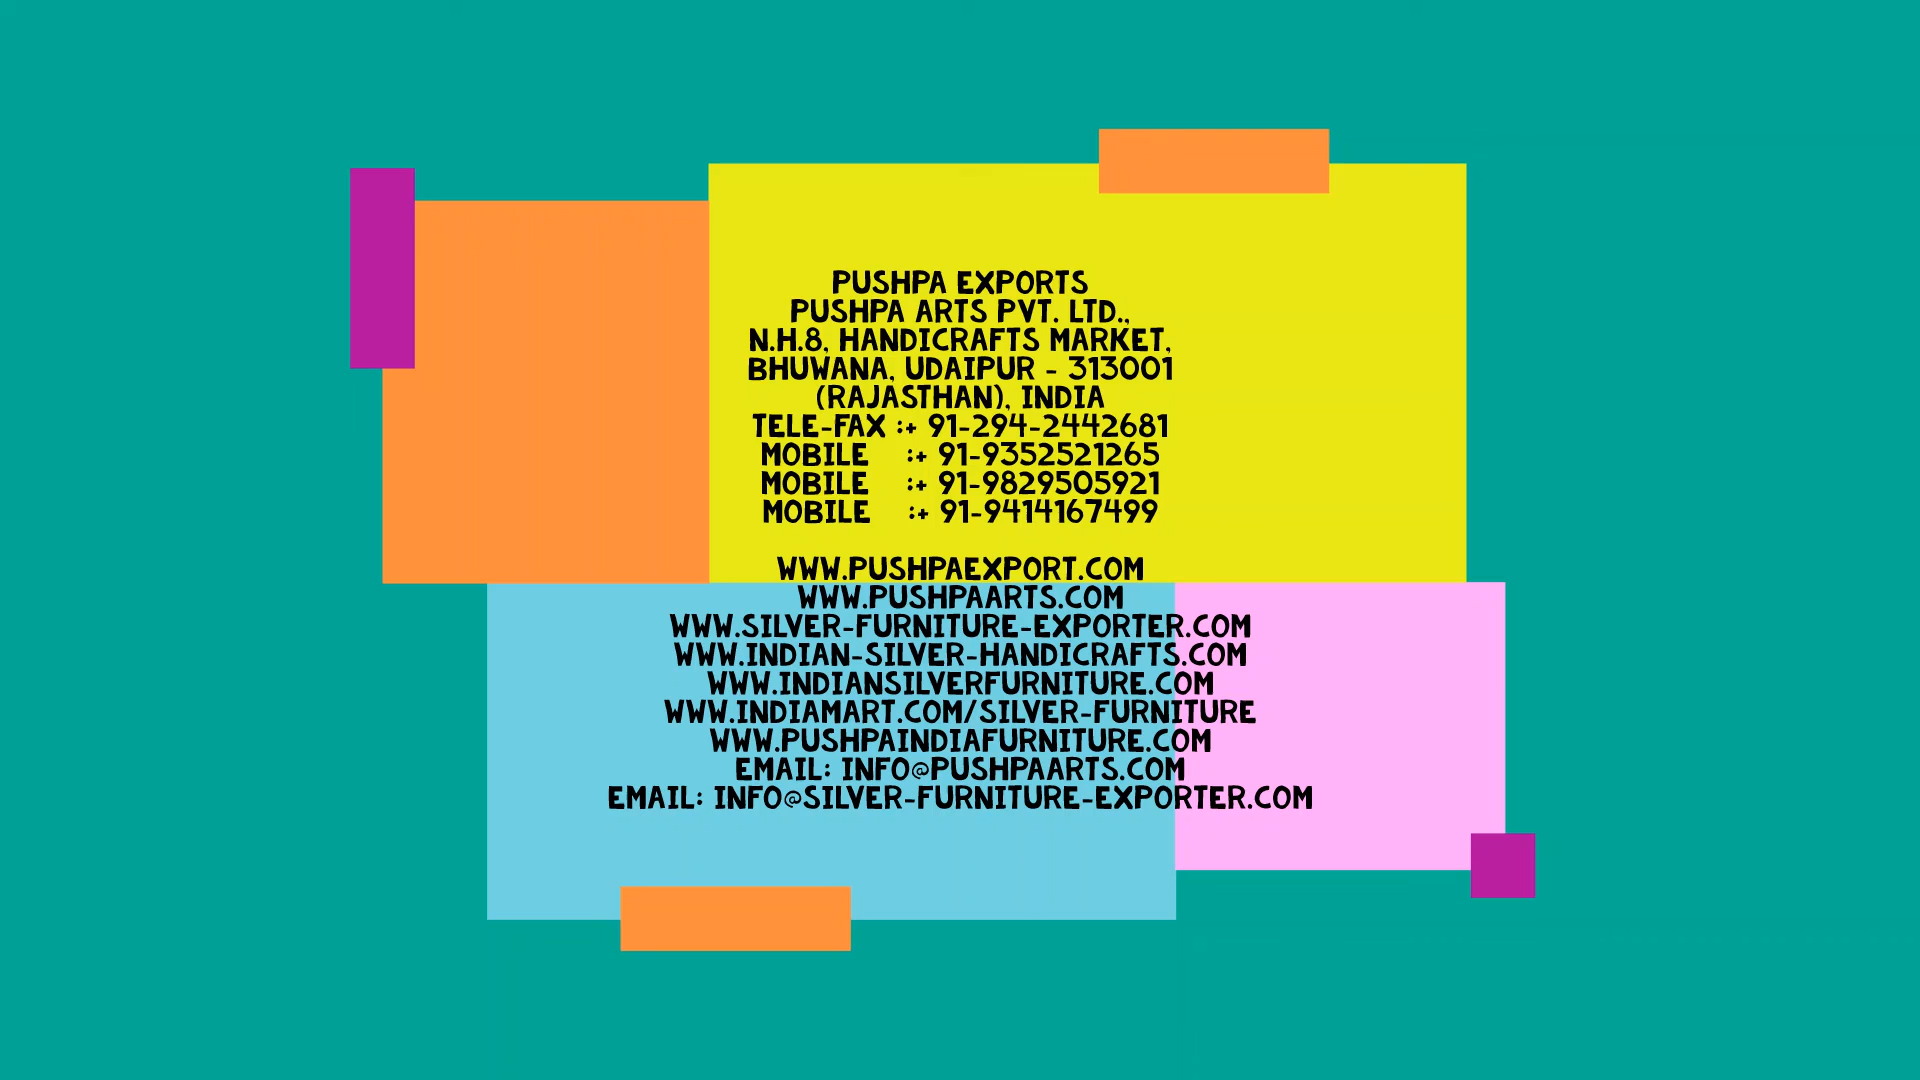 PUSHPA EXPORTS
PUSHPA ARTS PVT. LTD.,
N.H.8, HANDICRAFTS MARKET,
BHUWANA, UDAIPUR - 313001
(RAJASTHAN), INDIA
TELE-FAX :+ 91-294-2442681
MOBILE :+ 91-9352521265
MOBILE :+ 91-9829505921
MOBILE :+ 91-9414167499
WWW.PUSHPAEXPORT.COM
WWW.PUSHPAARTS.COM
WWW.SILVER-FURNITURE-EXPORTER.COM
WWW.INDIAN-SILVER-HANDICRAFTS.COM
WWW.INDIANSILVERFURNITURE.COM
WWW.INDIAMART.COM/SILVER-FURNITURE
WWW.PUSHPAINDIAFURNITURE.COM
EMAIL: INFO@PUSHPAARTS.COM
EMAIL: INFO@SILVER-FURNITURE-EXPORTER.COM